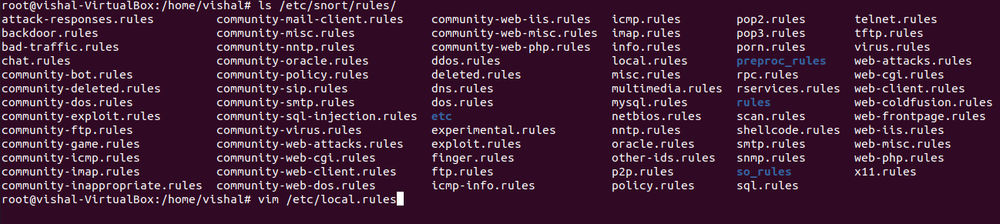 root@vishal-VirtualBox:/home/vishal# ls /etc/snort/rules/
attack-responses.rules community-mail-client.rules community-web-iis.rules icmp.rules pop2.rules telnet.rules
backdoor.rules community-misc.rules community-web-misc.rules imap.rules pop3.rules tftp.rules
bad-traffic.rules community-nntp.rules community-web-php.rules info.rules porn.rules virus.rules
chat.rules community-oracle.rules ddos.rules local.rules preproc_rules web-attacks.rules
community-bot.rules community-policy.rules deleted.rules misc.rules rpc.rules web-cgi.rules
community-deleted.rules community-sip.rules dns.rules multimedia.rules rservices.rules web-client.rules
community-dos.rules community-smtp.rules dos.rules mysql.rules rules web-coldfusion.rules
community-exploit.rules community-sql-injection.rules etc netbios.rules scan.rules web-frontpage.rules
community-ftp.rules community-virus.rules experimental.rules nntp.rules shellcode.rules web-iis.rules
community-game.rules community-web-attacks.rules exploit.rules oracle.rules smtp.rules web-misc.rules
community-icmp.rules community-web-cgi.rules finger.rules other-ids.rules snmp.rules web-php.rules
community-imap.rules community-web-client.rules ftp.rules p2p.rules so_rules x11.rules
community-inappropriate.rules community-web-dos.rules icmp-info.rules policy.rules sql.rules
root@vishal-VirtualBox:/home/vishal# vim /etc/local.rules